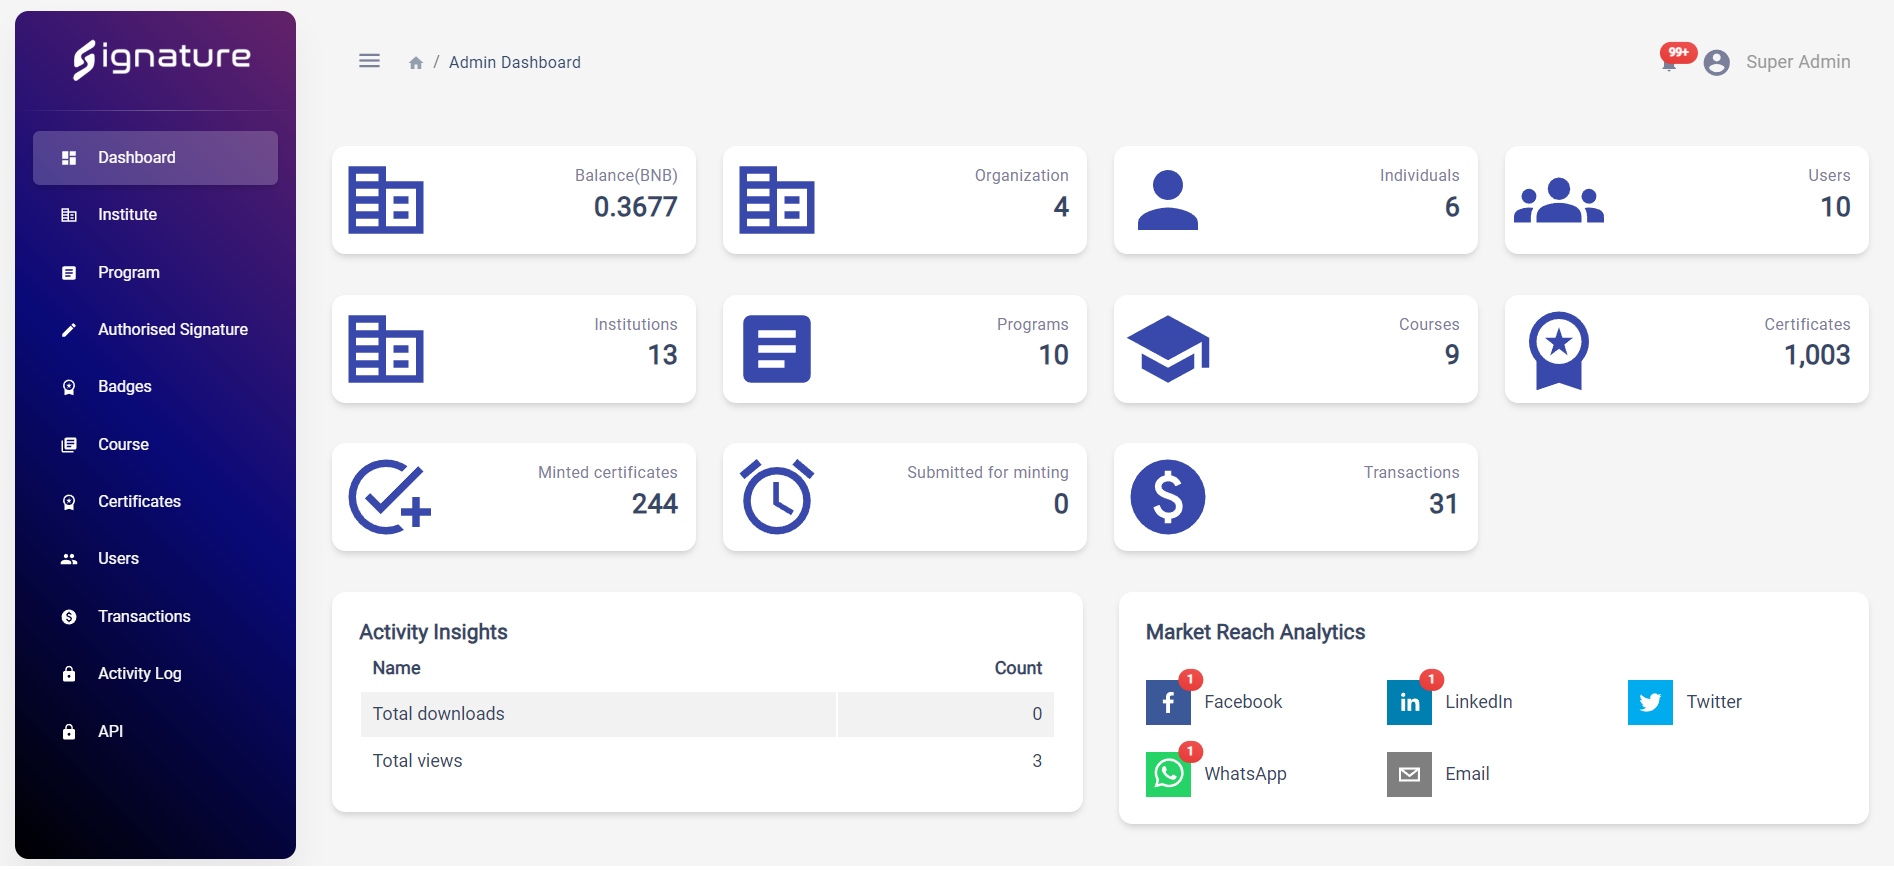 Signature
/ Admin Dashboard
99+
Super Admin
Dashboard
Institute
Program
Authorised Signature
Badges
Course
Certificates
Users
Transactions
Activity Log
API
Balance(BNB)
0.3677
Organization
4
Individuals
6
Users
10
Institutions
13
Programs
10
Courses
9
Certificates
1,003
Minted certificates
244
Submitted for minting
0
Transactions
31
Activity Insights
Name Count
Total downloads 0
Total views 3
Market Reach Analytics
1
Facebook
1
LinkedIn
Twitter
1
WhatsApp
Email